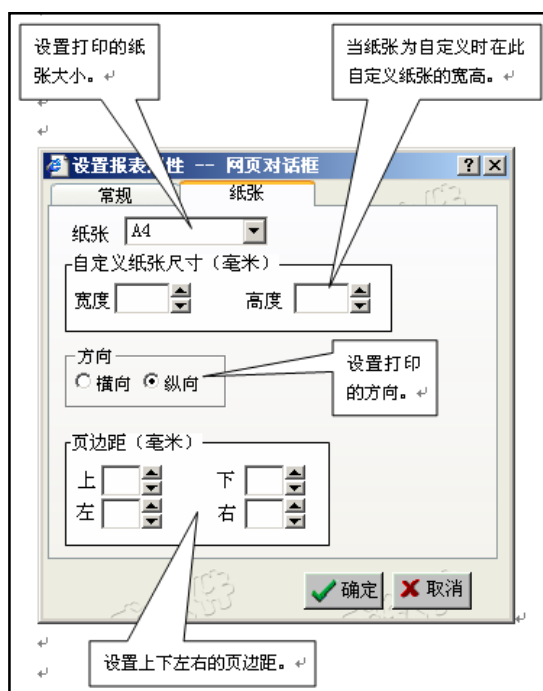 设置打印的纸
张大小。
当纸张为自定义时在此
自定义纸张的宽高。
设置报表 性 -- 网页对话框
常规 纸张
纸张 A4
自定义纸张尺寸（毫米）
宽度 高度
方向
横向 纵向
设置打印
的方向。
页边距（毫米）
上 下
左 右
确定 取消
设置上下左右的页边距。